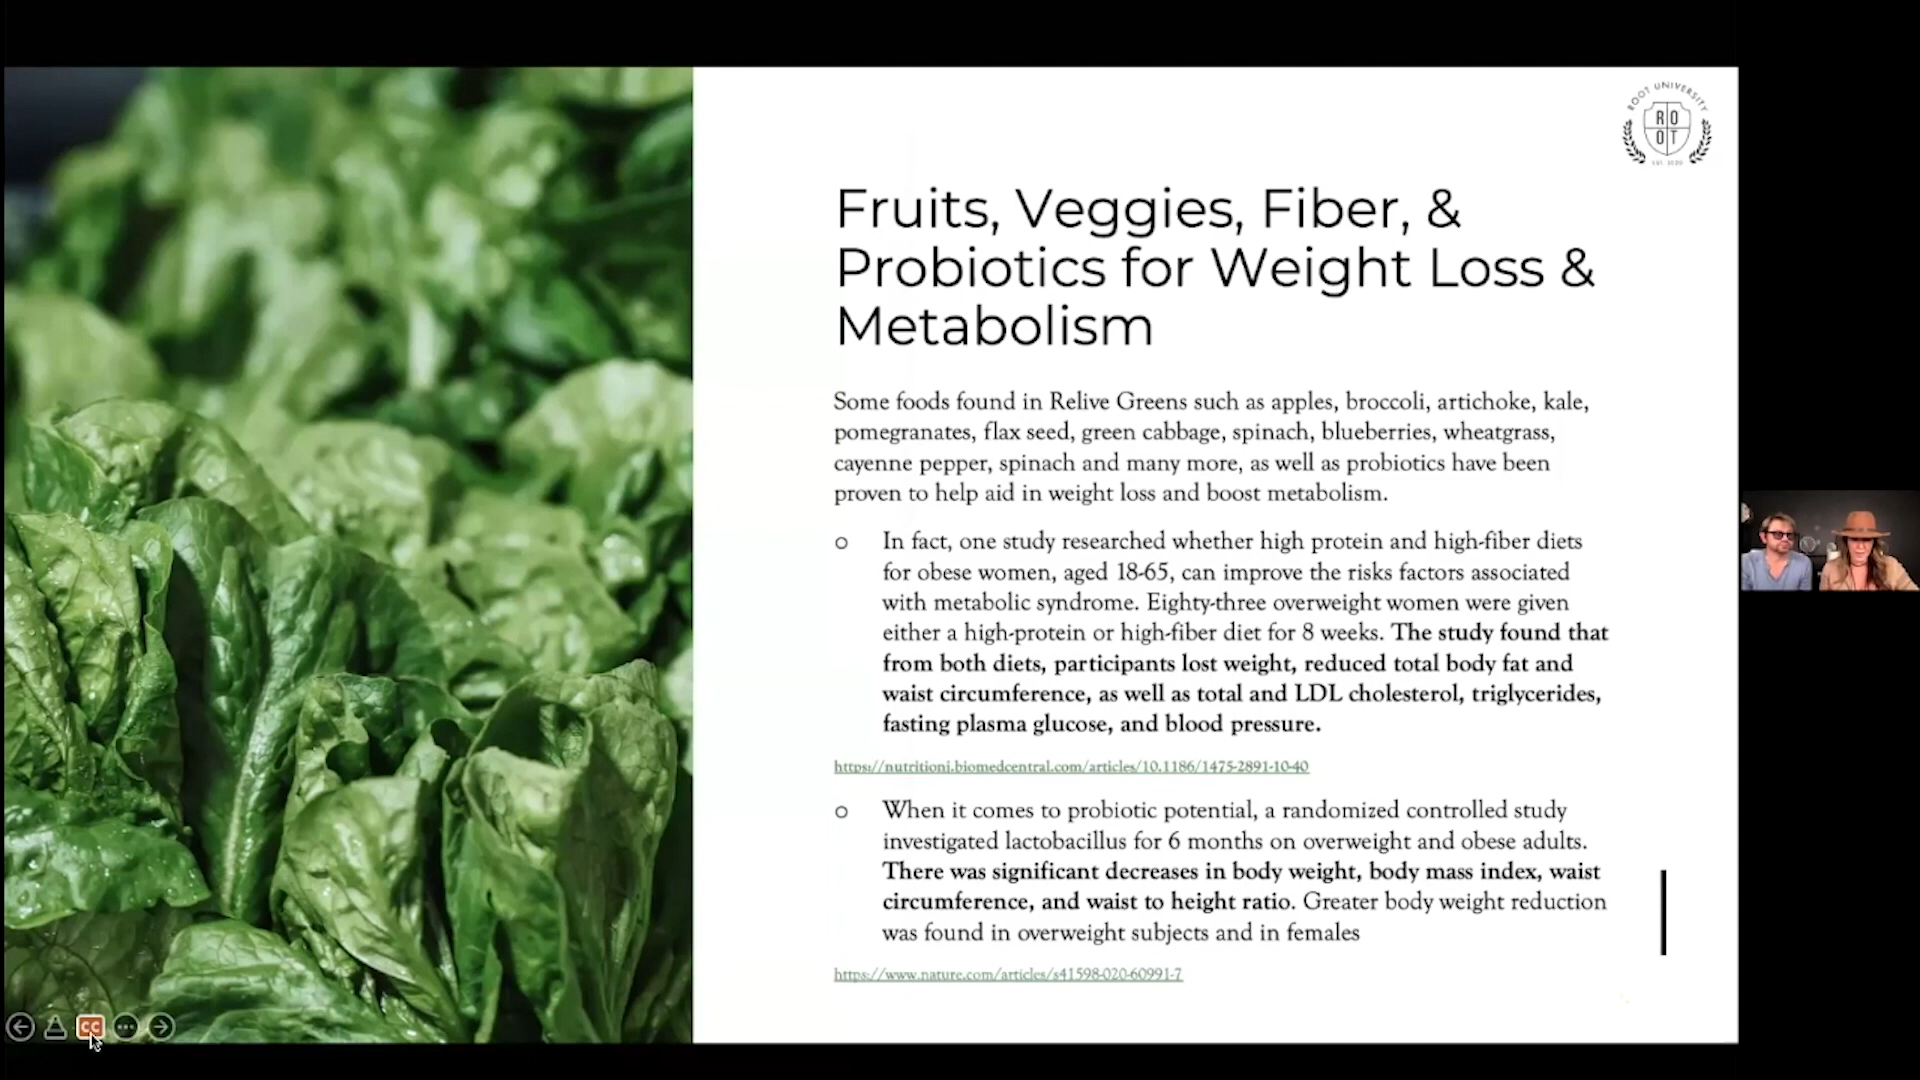 ROOT UNIVERSITY
RO
OT
EST. 2020
Fruits, Veggies, Fiber, &
Probiotics for Weight Loss &
Metabolism
Some foods found in Relive Greens such as apples, broccoli, artichoke, kale,
pomegranates, flax seed, green cabbage, spinach, blueberries, wheatgrass,
cayenne pepper, spinach and many more, as well as probiotics have been
proven to help aid in weight loss and boost metabolism.
In fact, one study researched whether high protein and high-fiber diets
for obese women, aged 18-65, can improve the risks factors associated
with metabolic syndrome. Eighty-three overweight women were given
either a high-protein or high-fiber diet for 8 weeks. The study found that
from both diets, participants lost weight, reduced total body fat and
waist circumference, as well as total and LDL cholesterol, triglycerides,
fasting plasma glucose, and blood pressure.
https://nutritionj.biomedcentral.com/articles/10.1186/1475-2891-10-40
When it comes to probiotic potential, a randomized controlled study
investigated lactobacillus for 6 months on overweight and obese adults.
There was significant decreases in body weight, body mass index, waist
circumference, and waist to height ratio. Greater body weight reduction
was found in overweight subjects and in females
https://www.nature.com/articles/s41598-020-60991-7
CC